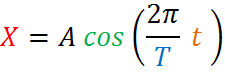 X = A cos (2π/T t)